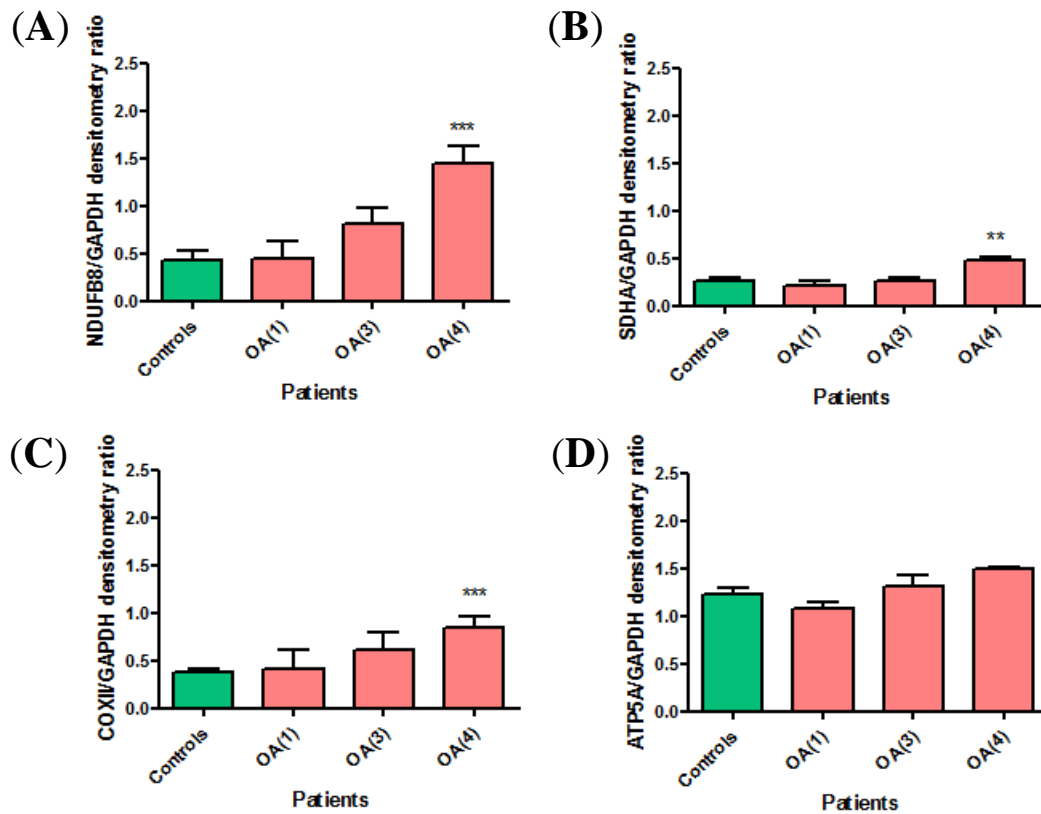 (A)
NDUFB8/GAPDH densitometry ratio
2.5
2.0
1.5
1.0
0.5
0.0
***
Controls
OA(1)
OA(3)
OA(4)
Patients
(B)
SDHA/GAPDH densitometry ratio
2.5
2.0
1.5
1.0
0.5
0.0
**
Controls
OA(1)
OA(3)
OA(4)
Patients
(C)
COXII/GAPDH densitometry ratio
2.5
2.0
1.5
1.0
0.5
0.0
***
Controls
OA(1)
OA(3)
OA(4)
Patients
(D)
ATP5A/GAPDH densitometry ratio
2.5
2.0
1.5
1.0
0.5
0.0
Controls
OA(1)
OA(3)
OA(4)
Patients